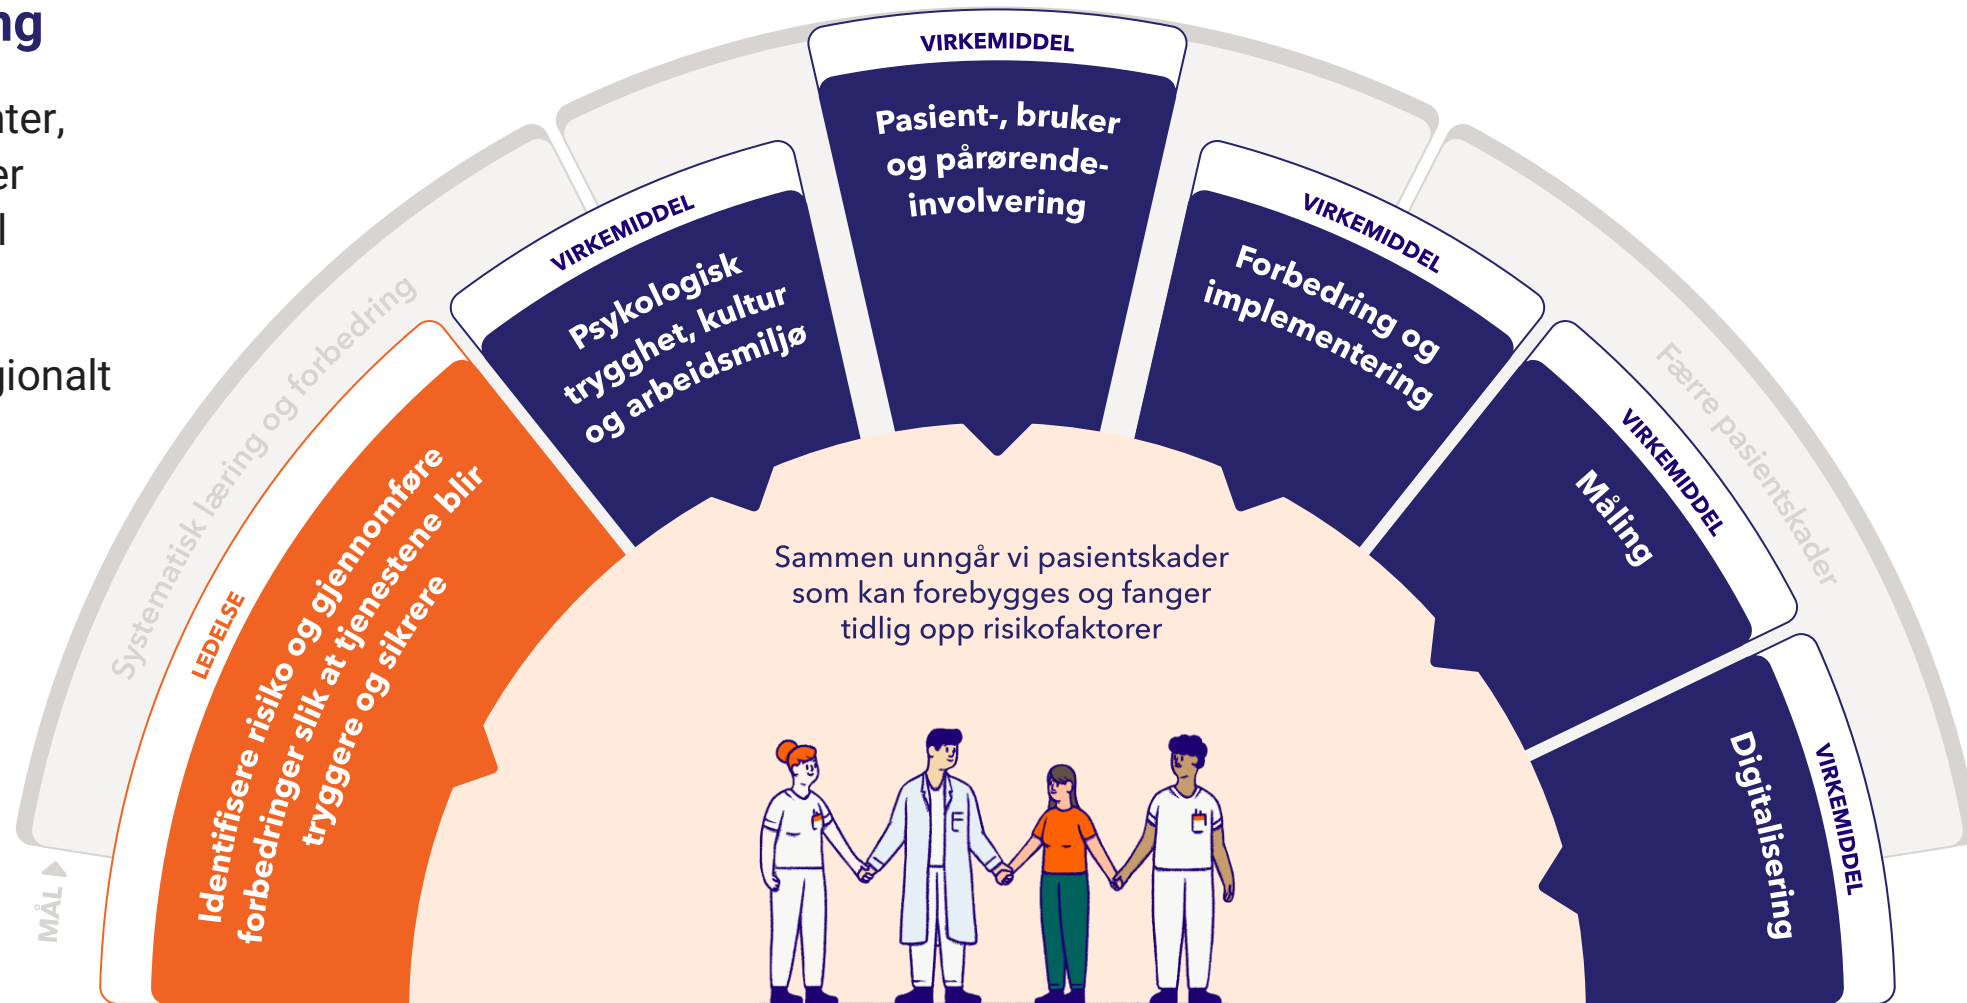 ng
nter,
er
l
gionalt
MÅL
Systematisk læring og forbedring
Færre pasientskader
LEDELSE
Identifisere risiko og gjennomføre
forbedringer slik at tjenestene blir
tryggere og sikrere
VIRKEMIDDEL
Psykologisk
trygghet, kultur
og arbeidsmiljø
VIRKEMIDDEL
Pasient-, bruker
og pårørende-
involvering
VIRKEMIDDEL
Forbedring og
implementering
VIRKEMIDDEL
Måling
VIRKEMIDDEL
Digitalisering
Sammen unngår vi pasientskader
som kan forebygges og fanger
tidlig opp risikofaktorer